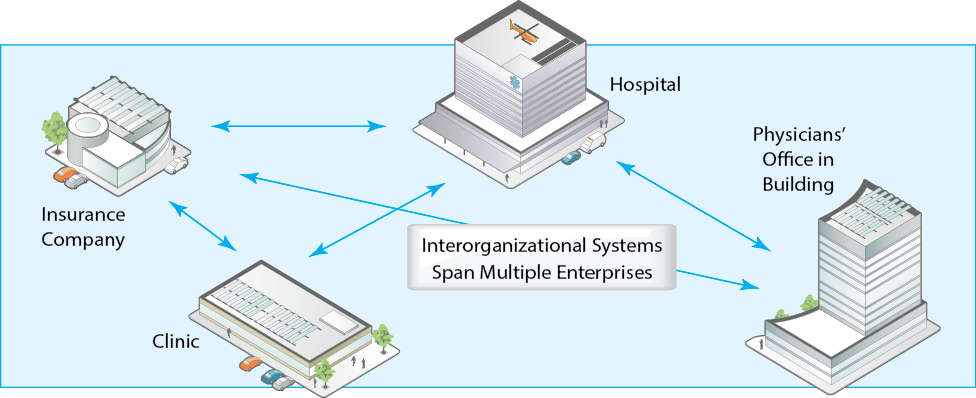 Hospital
Physicians’
Office in
Building
Insurance
Company
Interorganizational Systems
Span Multiple Enterprises
Clinic